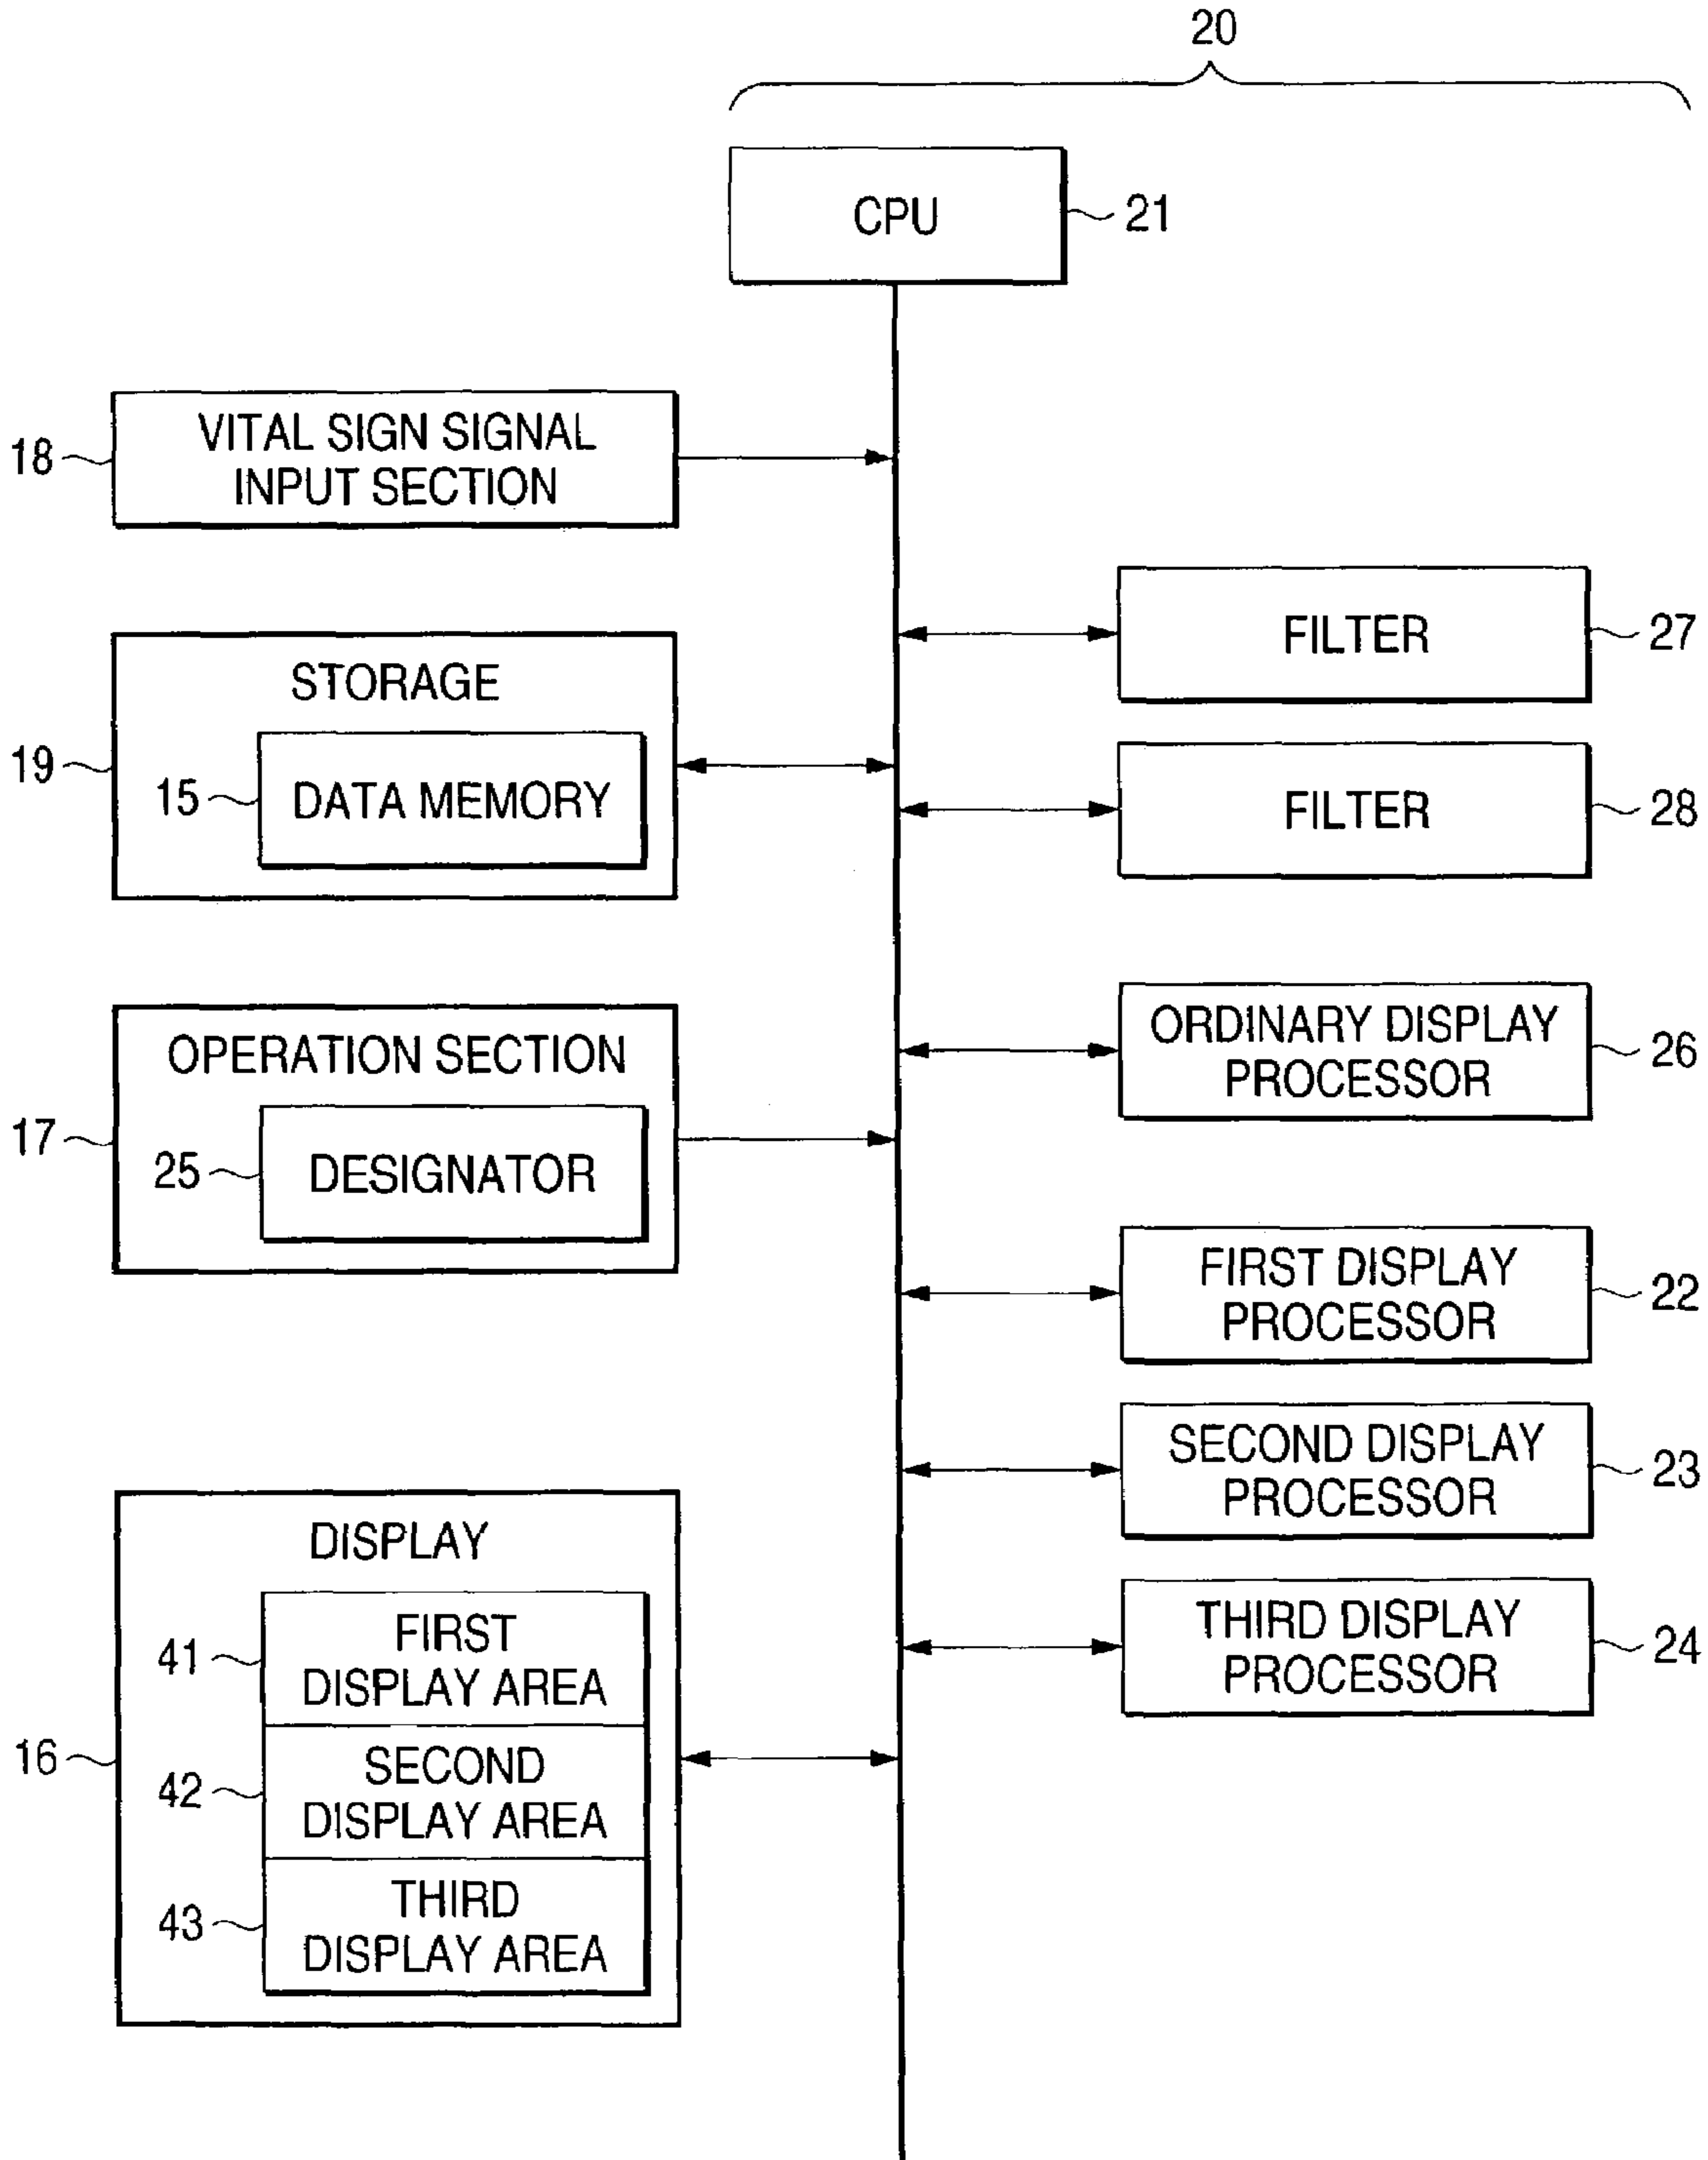 20
CPU
21
VITAL SIGN SIGNAL
INPUT SECTION
18
FILTER
27
STORAGE
19
15
DATA MEMORY
FILTER
28
ORDINARY DISPLAY
PROCESSOR
26
OPERATION SECTION
17
25
DESIGNATOR
FIRST DISPLAY
PROCESSOR
22
SECOND DISPLAY
PROCESSOR
23
THIRD DISPLAY
PROCESSOR
24
DISPLAY
16
41
FIRST
DISPLAY AREA
42
SECOND
DISPLAY AREA
43
THIRD
DISPLAY AREA